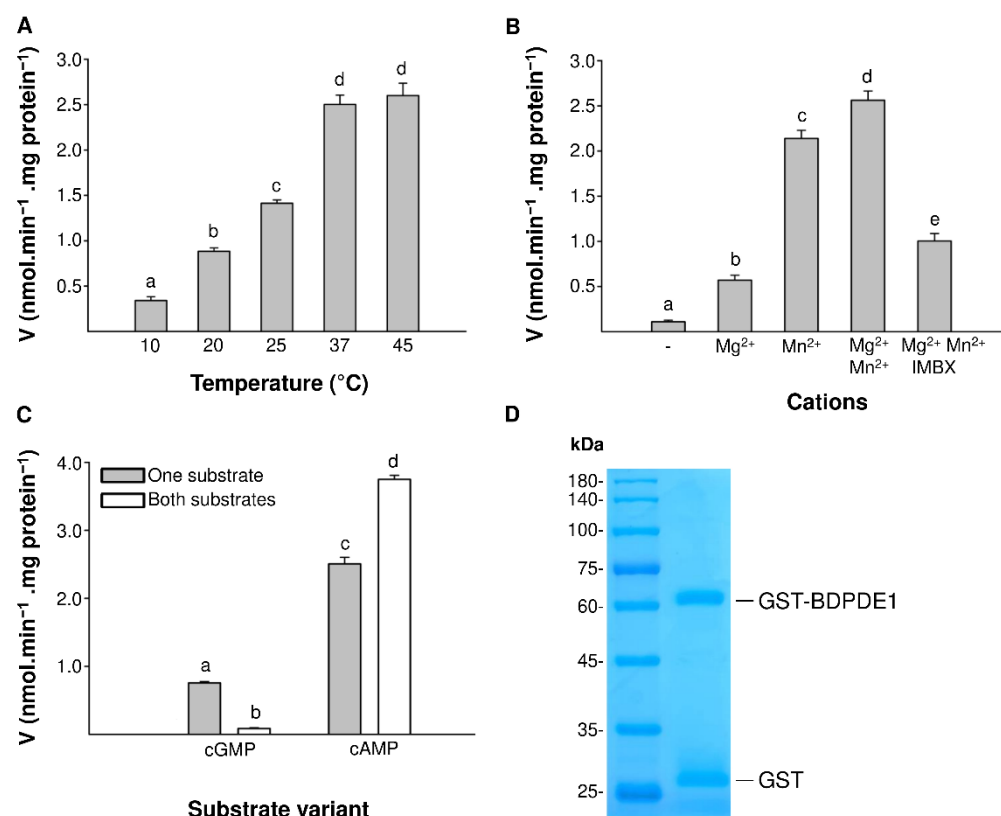 A
V (nmol.min⁻¹ .mg protein⁻¹)
3.0
2.5
2.0
1.5
1.0
0.5
a
b
c
d
d
10 20 25 37 45
Temperature (°C)
B
V (nmol.min⁻¹ .mg protein⁻¹)
3.0
2.5
2.0
1.5
1.0
0.5
a
b
c
d
e
- Mg²⁺ Mn²⁺ Mg²⁺ Mg²⁺ Mn²⁺
Mn²⁺ IMBX
Cations
C
V (nmol.min⁻¹ .mg protein⁻¹)
4.0
3.0
2.0
1.0
One substrate
Both substrates
a
b
c
d
cGMP cAMP
Substrate variant
D
kDa
180-
140-
100-
75-
60-
45-
35-
25-
GST-BDPDE1
GST